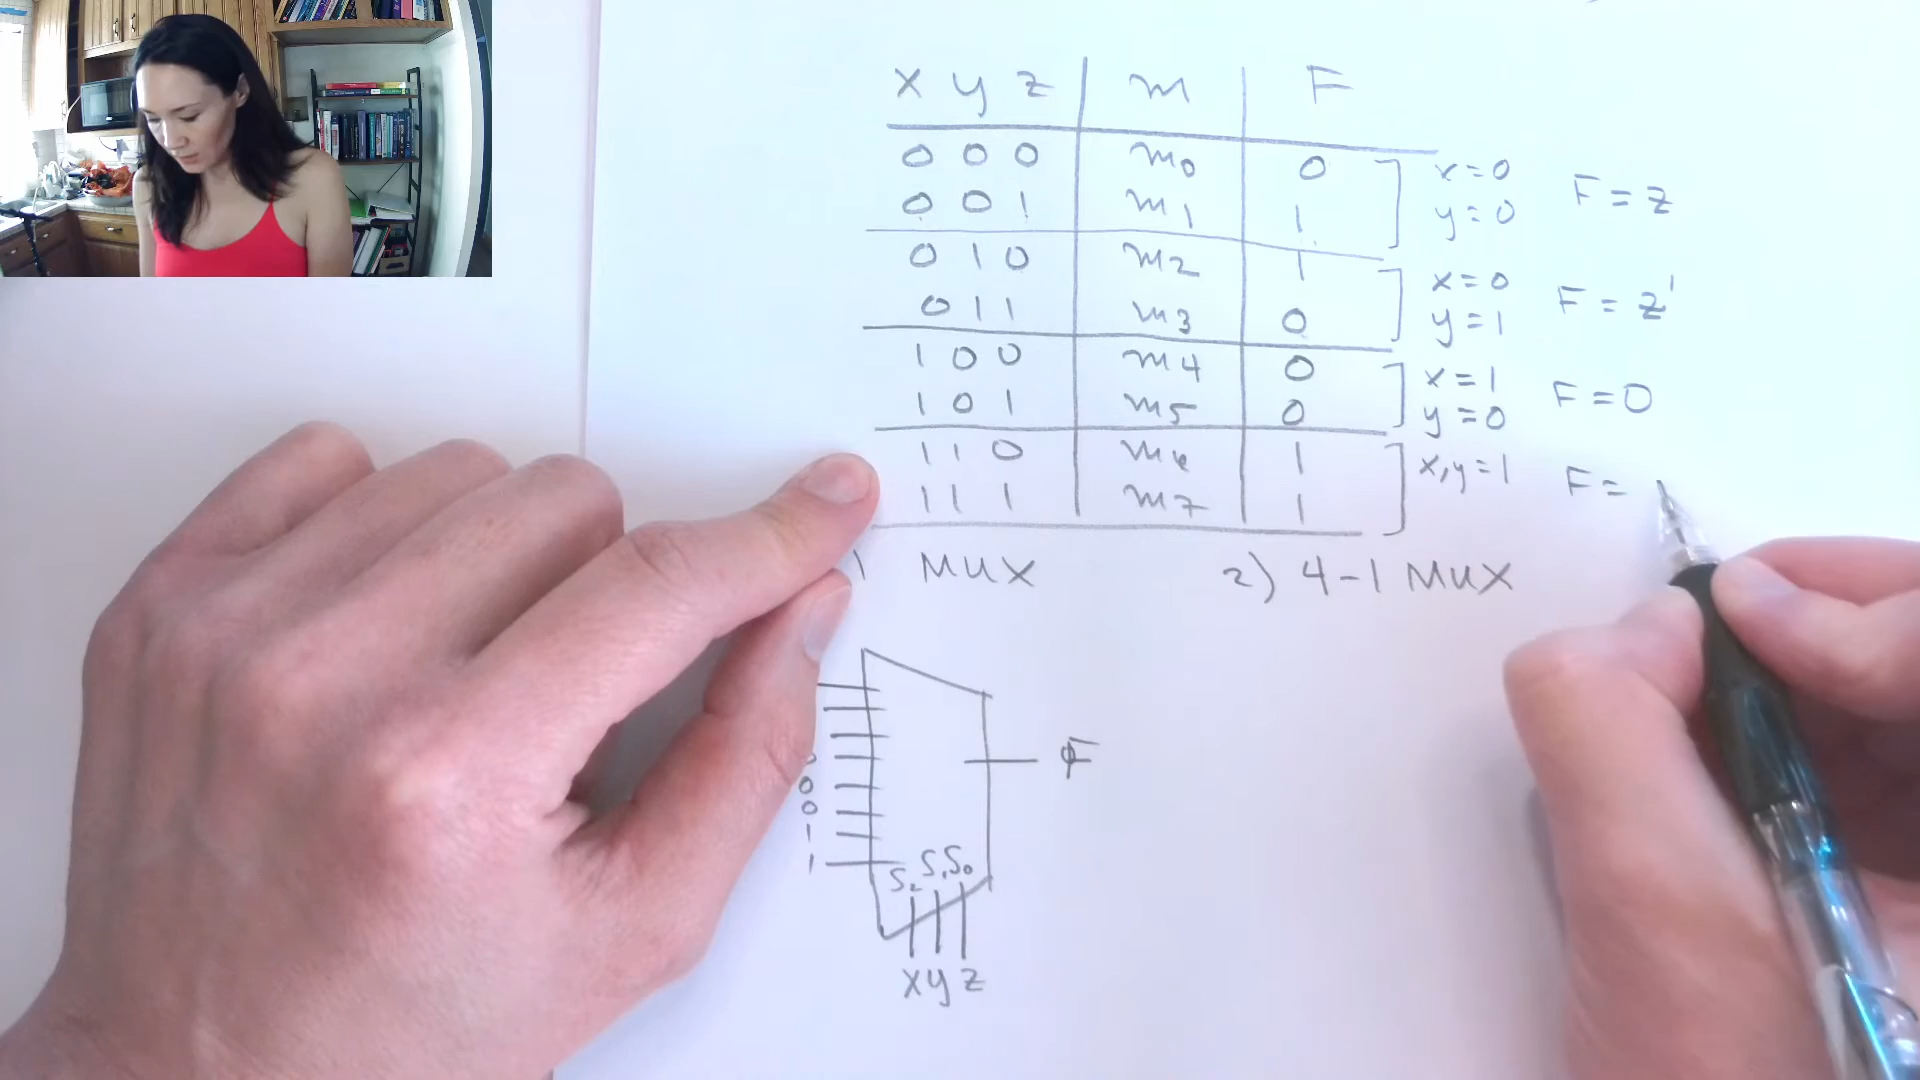 x y z m F
0 0 0 m0 0 x=0
y=0 F = z
0 0 1 m1 1
0 1 0 m2 1 x=0
y=1 F = z'
0 1 1 m3 0
1 0 0 m4 0 x=1
y=0 F = 0
1 0 1 m5 0
1 1 0 m6 1 x,y=1 F =
1 1 1 m7 1
1 MUX 2) 4-1 MUX
F
0
0
1
1
S2 S1 S0
x y z